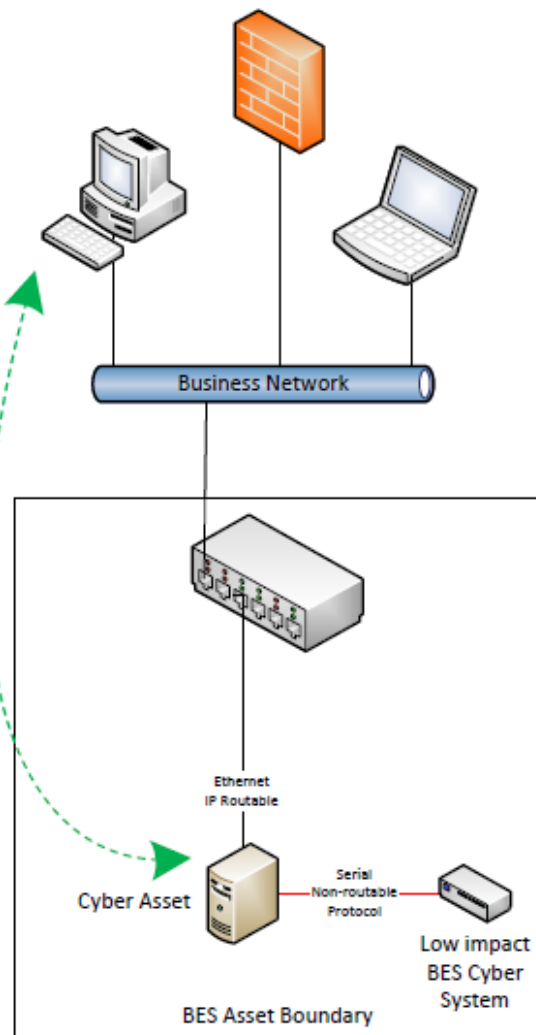 Business Network
Ethernet
IP Routable
Cyber Asset
Serial
Non-routable
Protocol
Low impact
BES Cyber
System
BES Asset Boundary